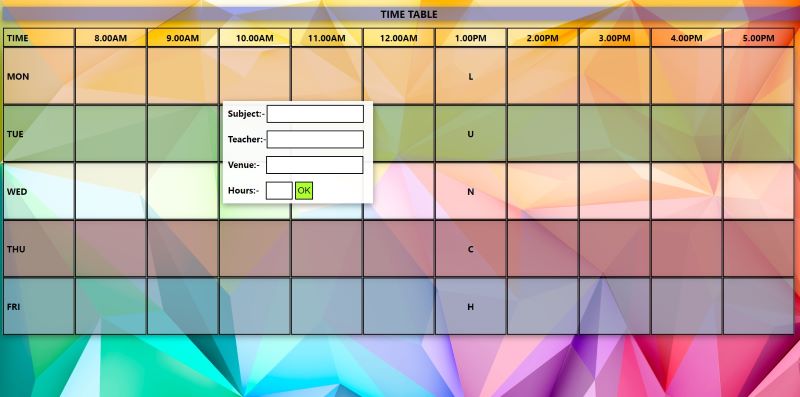 TIME TABLE
TIME 8.00AM 9.00AM 10.00AM 11.00AM 12.00AM 1.00PM 2.00PM 3.00PM 4.00PM 5.00PM
MON L
Subject:-
TUE U
Teacher:-
Venue:-
WED N
Hours:- OK
THU C
FRI H